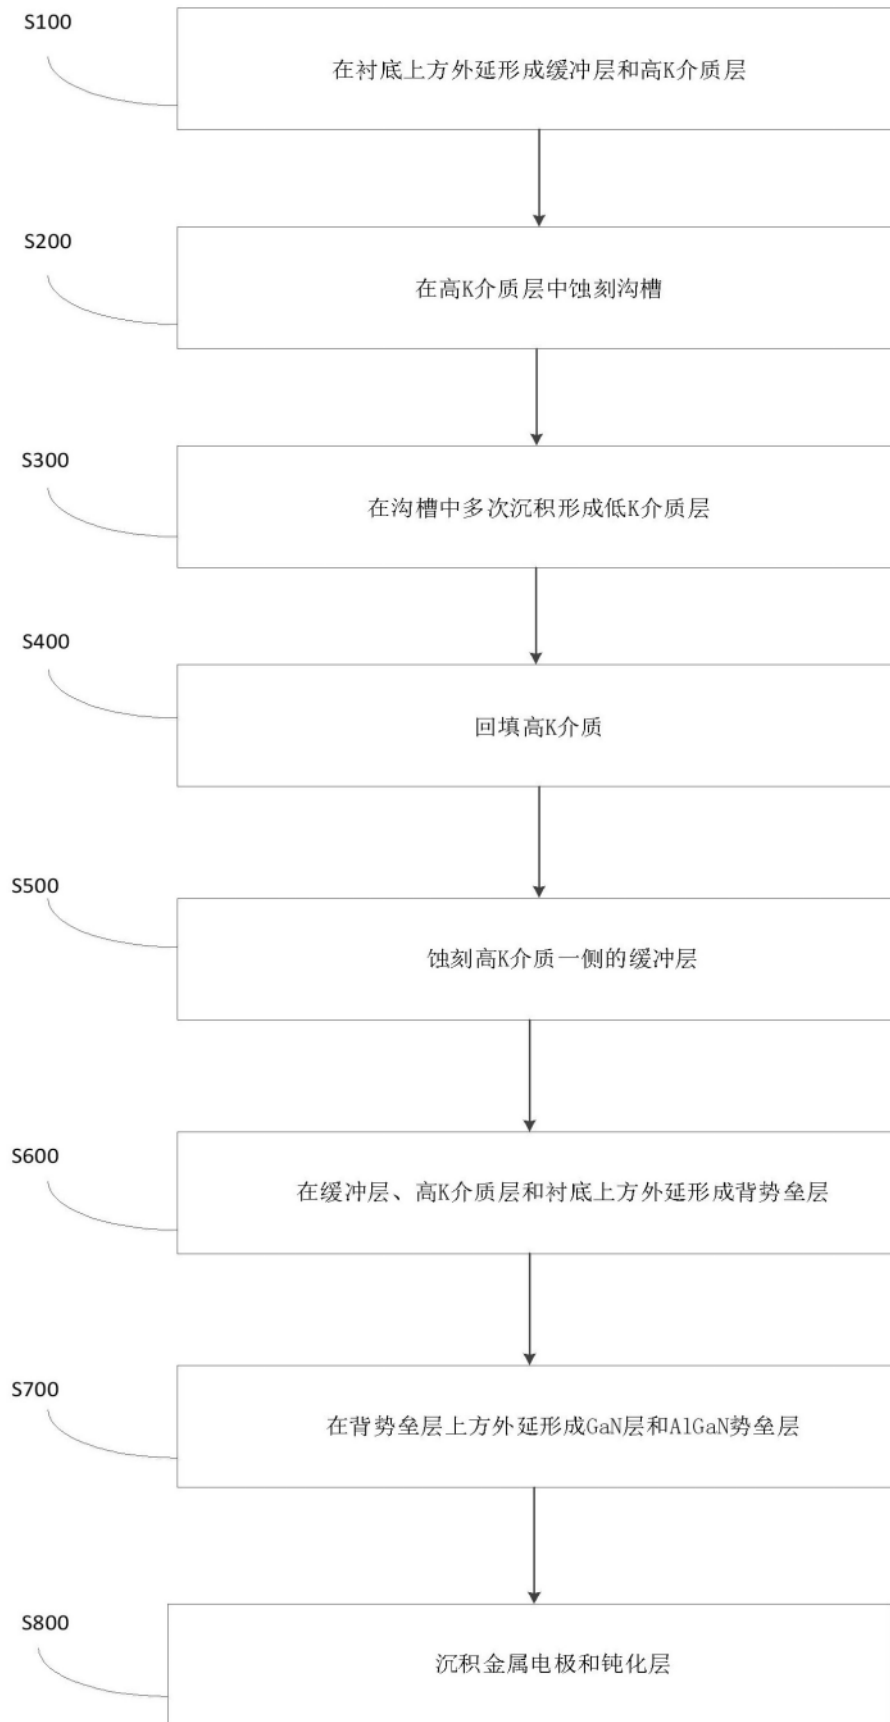 S100
在衬底上方外延形成缓冲层和高K介质层
S200
在高K介质层中蚀刻沟槽
S300
在沟槽中多次沉积形成低K介质层
S400
回填高K介质
S500
蚀刻高K介质一侧的缓冲层
S600
在缓冲层、高K介质层和衬底上方外延形成背势垒层
S700
在背势垒层上方外延形成GaN层和AlGaN势垒层
S800
沉积金属电极和钝化层